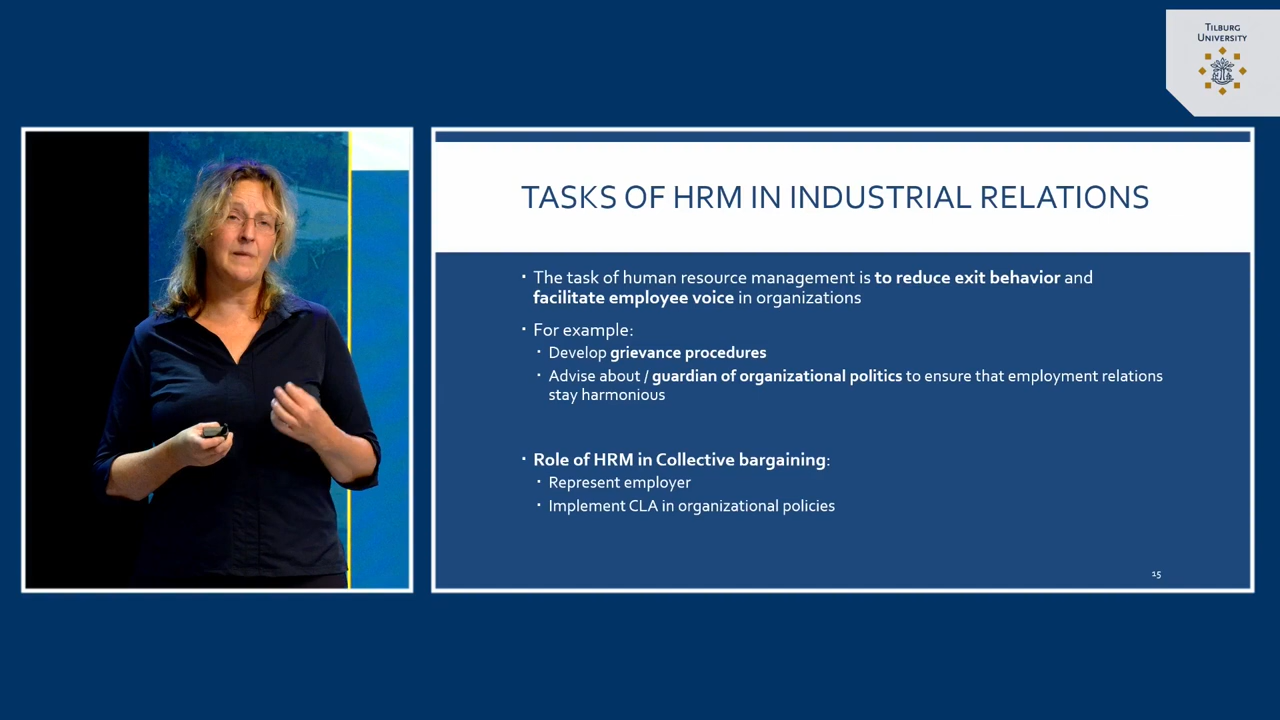 TILBURG
UNIVERSITY
TASKS OF HRM IN INDUSTRIAL RELATIONS
▪ The task of human resource management is to reduce exit behavior and
facilitate employee voice in organizations
▪ For example:
▪ Develop grievance procedures
▪ Advise about / guardian of organizational politics to ensure that employment relations
stay harmonious
▪ Role of HRM in Collective bargaining:
▪ Represent employer
▪ Implement CLA in organizational policies
15